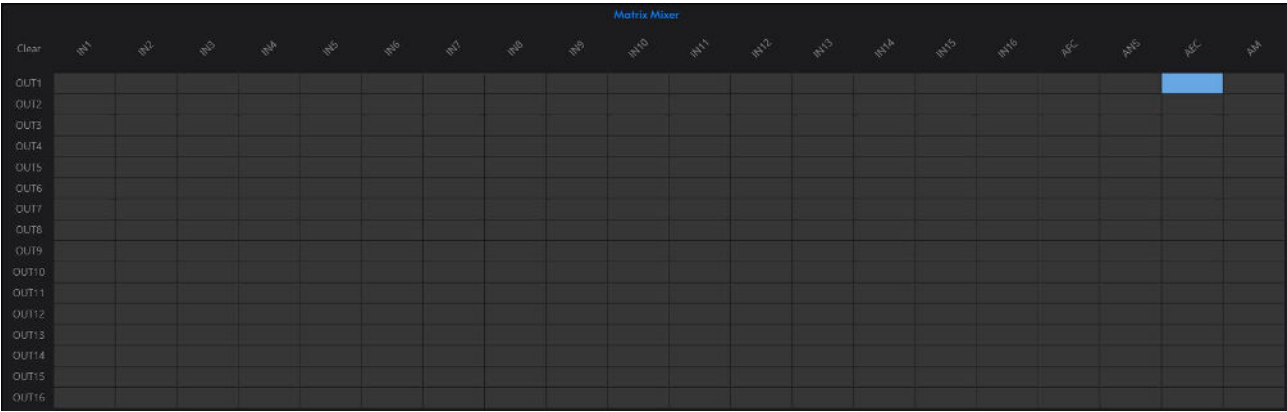 Matrix Mixer
Clear IN1 IN2 IN3 IN4 IN5 IN6 IN7 IN8 IN9 IN10 IN11 IN12 IN13 IN14 IN15 IN16 AFC ANS AEC AM
OUT1
OUT2
OUT3
OUT4
OUT5
OUT6
OUT7
OUT8
OUT9
OUT10
OUT11
OUT12
OUT13
OUT14
OUT15
OUT16